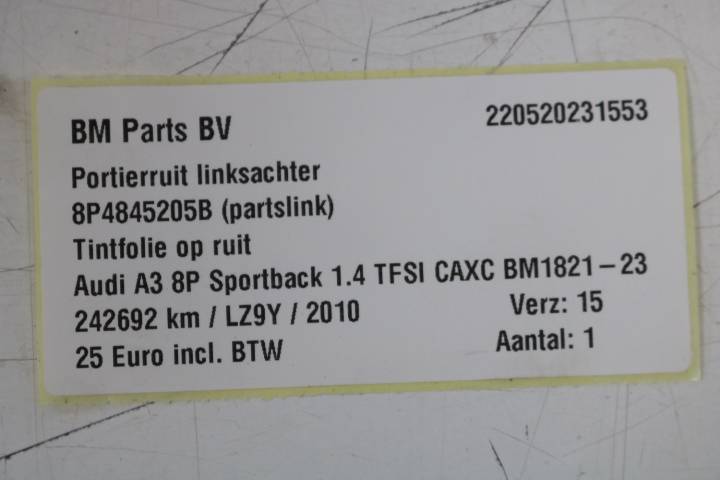 BM Parts BV 220520231553
Portierruit linksachter
8P4845205B (partslink)
Tintfolie op ruit
Audi A3 8P Sportback 1.4 TFSI CAXC BM1821-23
242692 km / LZ9Y / 2010 Verz: 15
25 Euro incl. BTW Aantal: 1